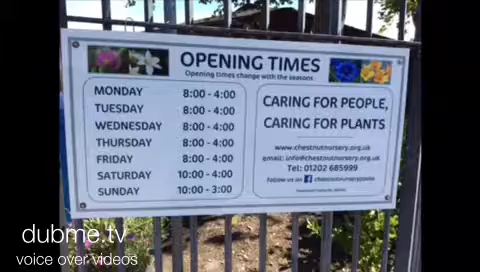 OPENING TIMES
Opening times change with the seasons
MONDAY 8:00 - 4:00
TUESDAY 8:00 - 4:00
WEDNESDAY 8:00 - 4:00
THURSDAY 8:00 - 4:00
FRIDAY 8:00 - 4:00
SATURDAY 10:00 - 4:00
SUNDAY 10:00 - 3:00
CARING FOR PEOPLE,
CARING FOR PLANTS
www.chestnutnursery.org.uk
email: info@chestnutnursery.org.uk
Tel: 01202 685999
Follow us on
dubme.tv
voice over videos